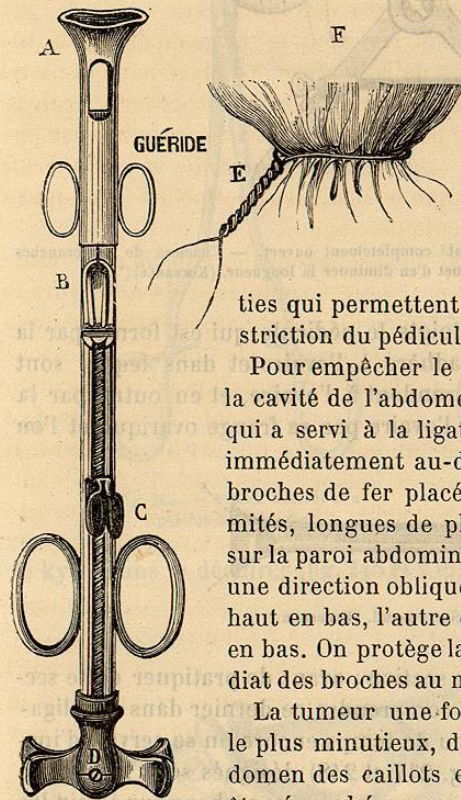 A
F
GUÉRIDE
E
B
ties qui permettent
striction du pédicul
Pour empêcher le
la cavité de l'abdome
qui a servi à la ligat
immédiatement au-d
broches de fer placé
C
mités, longues de pl
sur la paroi abdomin
une direction oblique
haut en bas, l'autre
en bas. On protège la
diat des broches au m
La tumeur une fo
le plus minutieux, d
D
domen des caillots e